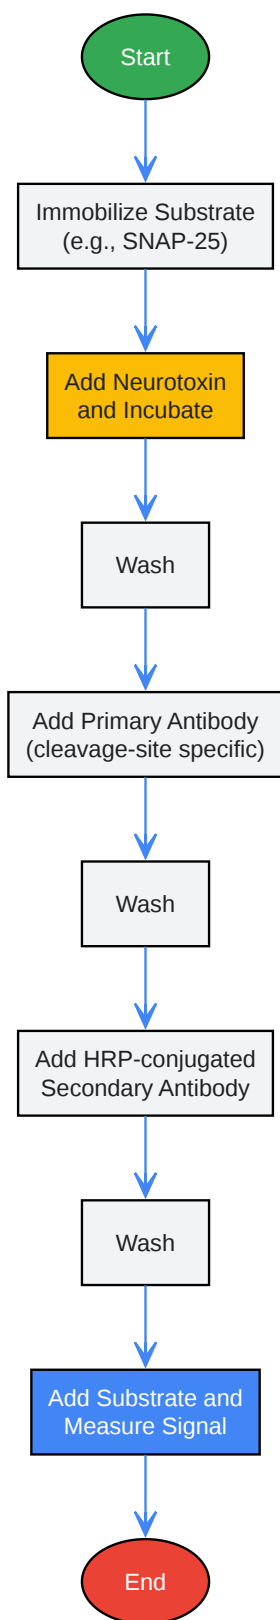 Start
Immobilize Substrate
(e.g., SNAP-25)
Add Neurotoxin
and Incubate
Wash
Add Primary Antibody
(cleavage-site specific)
Wash
Add HRP-conjugated
Secondary Antibody
Wash
Add Substrate and
Measure Signal
End